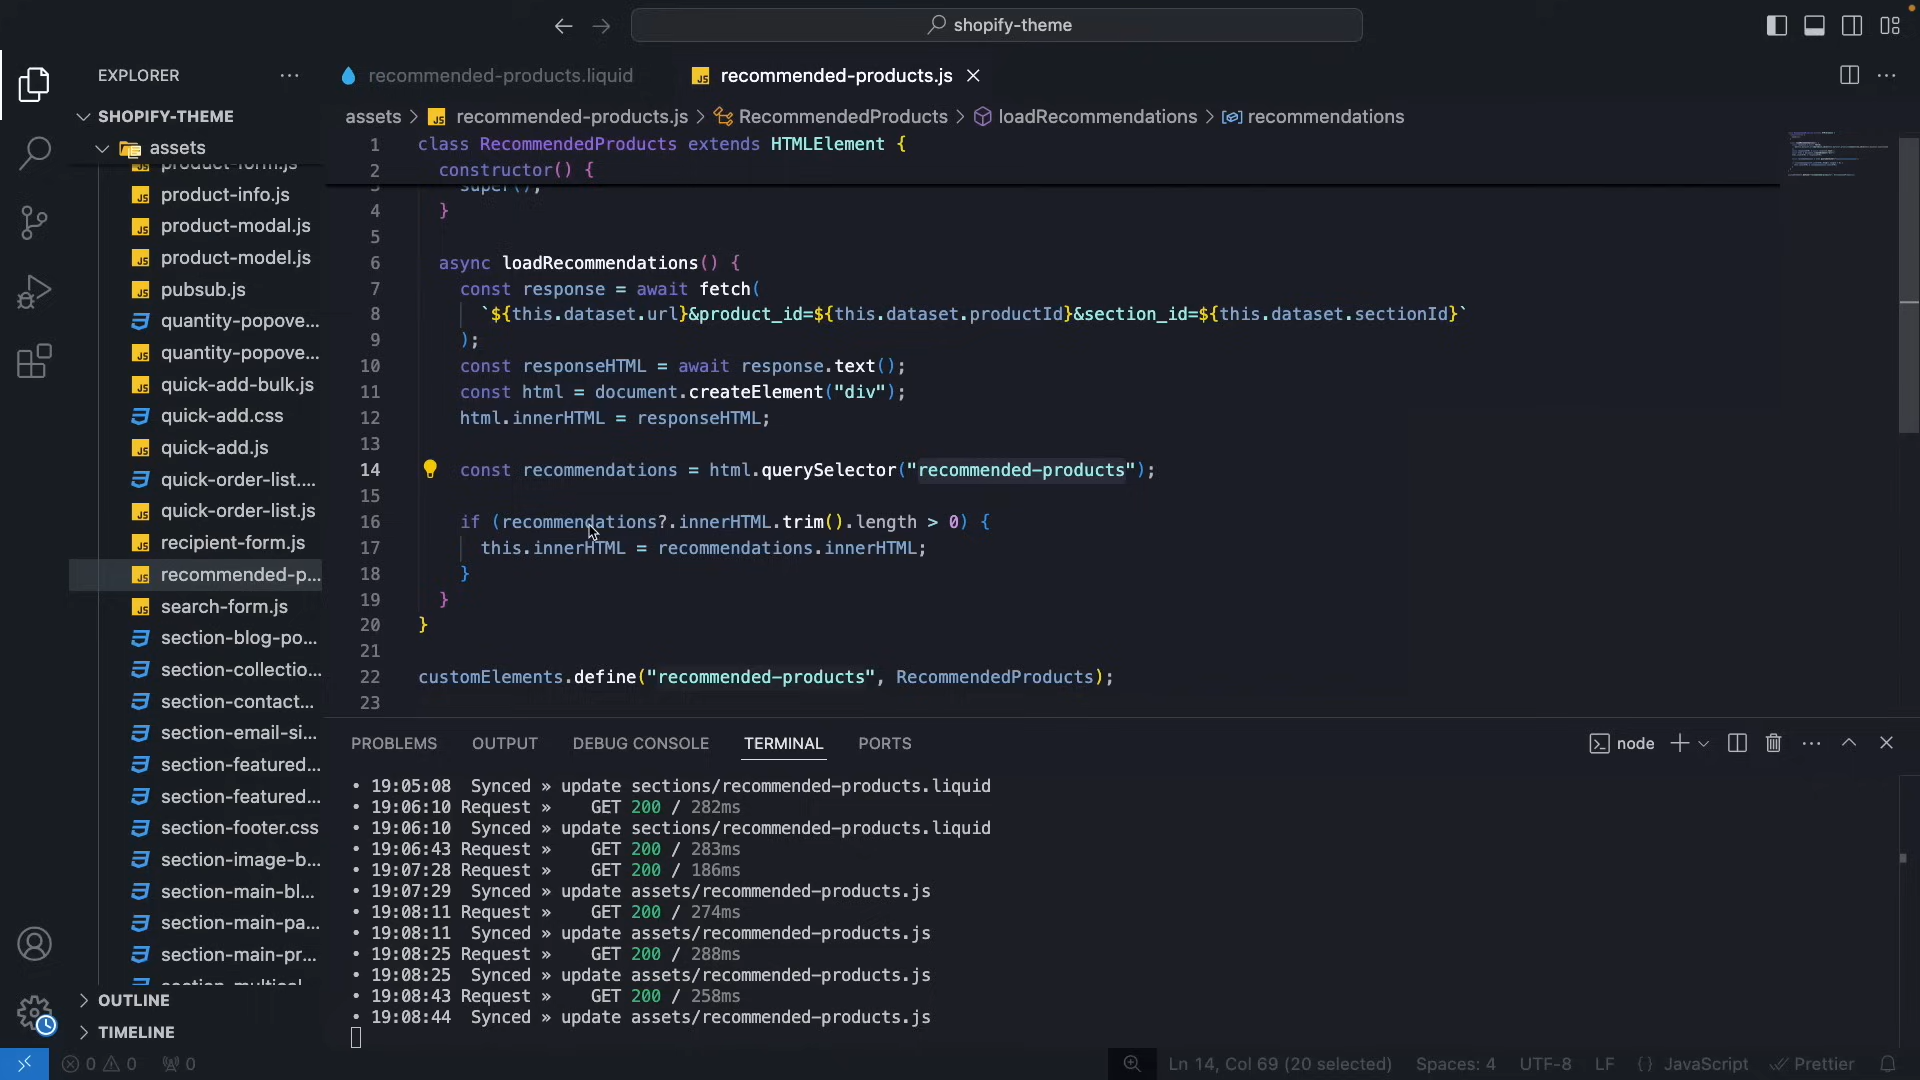 shopify-theme
EXPLORER
recommended-products.liquid
recommended-products.js
SHOPIFY-THEME
assets > recommended-products.js > RecommendedProducts > loadRecommendations > recommendations
assets
product-form.js
product-info.js
product-modal.js
product-model.js
pubsub.js
quantity-popove...
quantity-popove...
quick-add-bulk.js
quick-add.css
quick-add.js
quick-order-list....
quick-order-list.js
recipient-form.js
recommended-p...
search-form.js
section-blog-po...
section-collectio...
section-contact...
section-email-si...
section-featured...
section-featured...
section-footer.css
section-image-b...
section-main-bl...
section-main-pa...
section-main-pr...
OUTLINE
TIMELINE
1 class RecommendedProducts extends HTMLElement {
2 constructor() {
3 super();
4 }
5
6 async loadRecommendations() {
7 const response = await fetch(
8 `${this.dataset.url}&product_id=${this.dataset.productId}&section_id=${this.dataset.sectionId}`
9 );
10 const responseHTML = await response.text();
11 const html = document.createElement("div");
12 html.innerHTML = responseHTML;
13
14 const recommendations = html.querySelector("recommended-products");
15
16 if (recommendations?.innerHTML.trim().length > 0) {
17 this.innerHTML = recommendations.innerHTML;
18 }
19 }
20 }
21
22 customElements.define("recommended-products", RecommendedProducts);
23
PROBLEMS OUTPUT DEBUG CONSOLE TERMINAL PORTS
node
• 19:05:08 Synced » update sections/recommended-products.liquid
• 19:06:10 Request » GET 200 / 282ms
• 19:06:10 Synced » update sections/recommended-products.liquid
• 19:06:43 Request » GET 200 / 283ms
• 19:07:28 Request » GET 200 / 186ms
• 19:07:29 Synced » update assets/recommended-products.js
• 19:08:11 Request » GET 200 / 274ms
• 19:08:11 Synced » update assets/recommended-products.js
• 19:08:25 Request » GET 200 / 288ms
• 19:08:25 Synced » update assets/recommended-products.js
• 19:08:43 Request » GET 200 / 258ms
• 19:08:44 Synced » update assets/recommended-products.js
0 0 0
Ln 14, Col 69 (20 selected) Spaces: 4 UTF-8 LF {} JavaScript Prettier